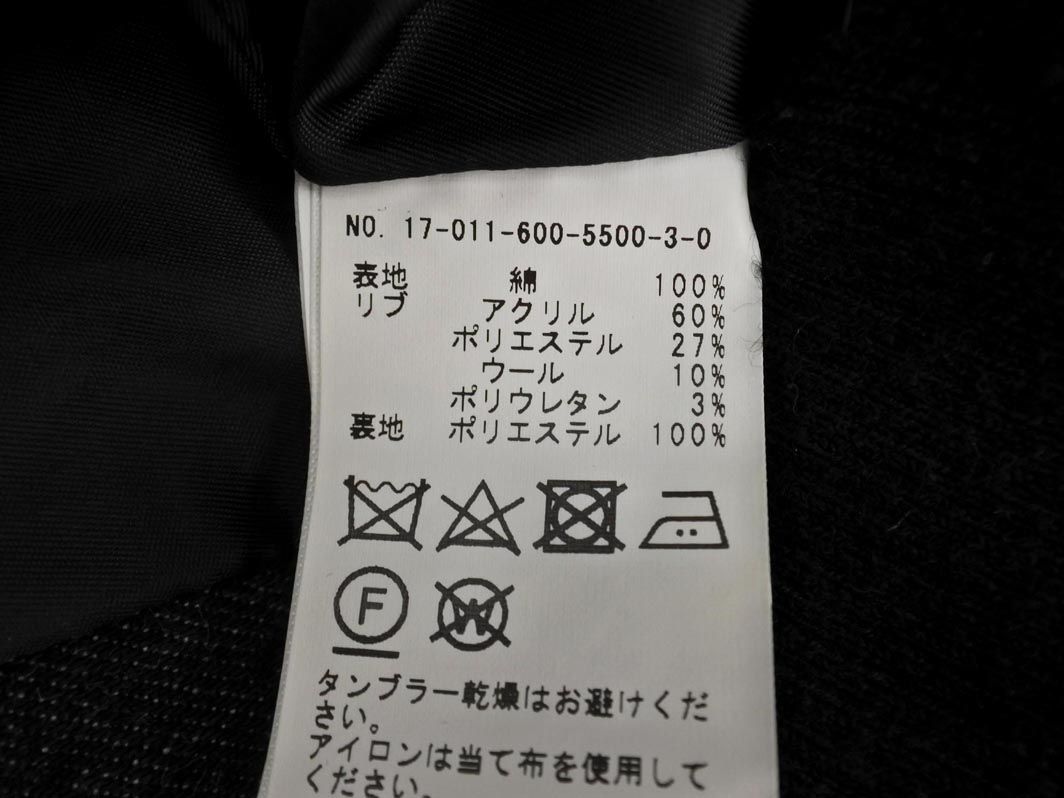 NO. 17-011-600-5500-3-0
表地 綿 100%
リブ アクリル 60%
ポリエステル 27%
ウール 10%
ポリウレタン 3%
裏地 ポリエステル 100%
F W
タンブラー乾燥はお避けくだ
さい。
アイロンは当て布を使用して
ください。